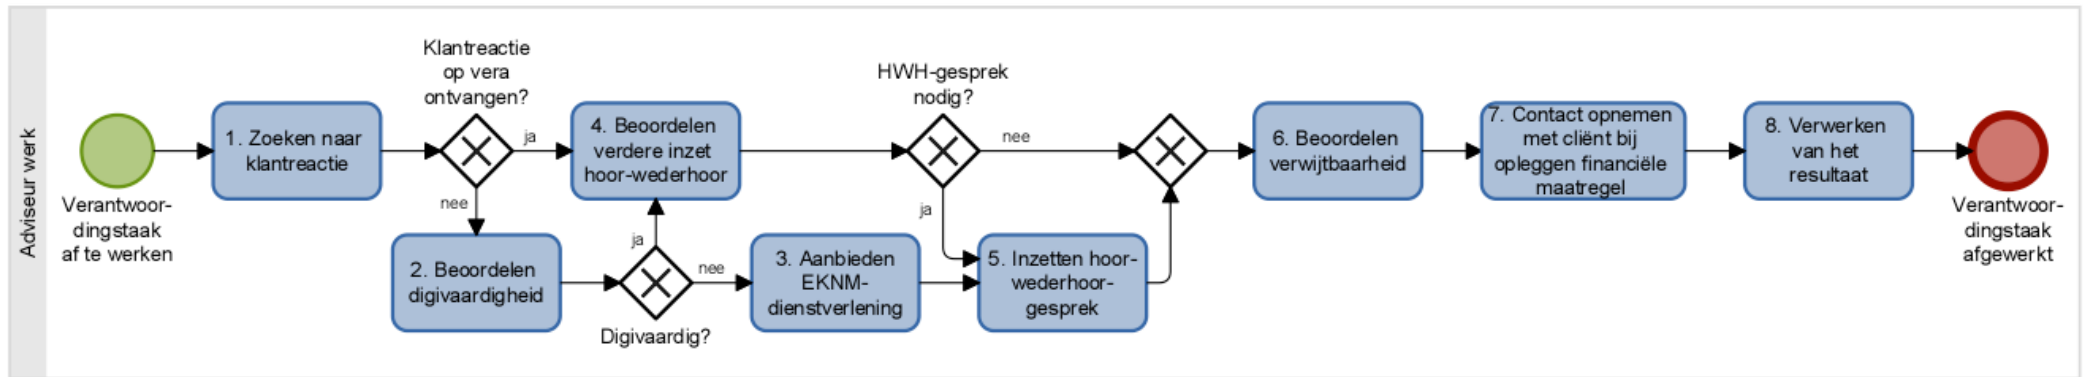 Adviseur werk
Verantwoor-
dingstaak
af te werken
1. Zoeken naar
klantreactie
Klantreactie
op vera
ontvangen?
ja
nee
2. Beoordelen
digivaardigheid
Digivaardig?
ja
nee
3. Aanbieden
EKNM-
dienstverlening
4. Beoordelen
verdere inzet
hoor-wederhoor
HWH-gesprek
nodig?
nee
ja
5. Inzetten hoor-
wederhoor-
gesprek
6. Beoordelen
verwijtbaarheid
7. Contact opnemen
met cliënt bij
opleggen financiële
maatregel
8. Verwerken
van het
resultaat
Verantwoor-
dingstaak
afgewerkt